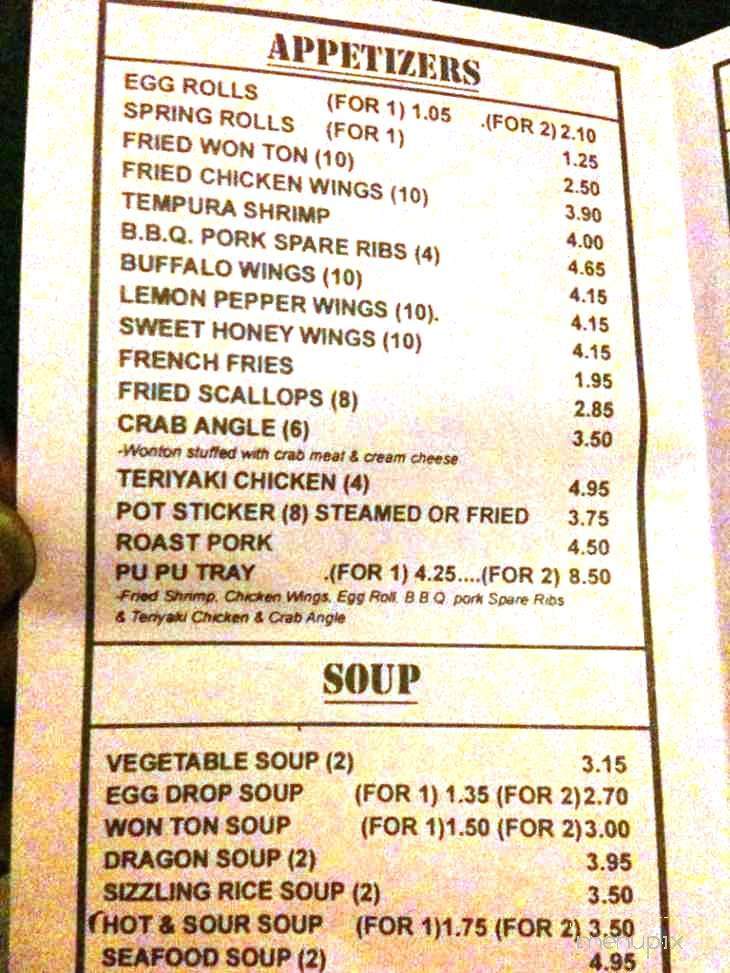 APPETIZERS
EGG ROLLS (FOR 1) 1.05 .(FOR 2) 2.10
SPRING ROLLS (FOR 1) 1.25
FRIED WON TON (10) 2.50
FRIED CHICKEN WINGS (10) 3.90
TEMPURA SHRIMP 4.00
B.B.Q. PORK SPARE RIBS (4) 4.65
BUFFALO WINGS (10) 4.15
LEMON PEPPER WINGS (10). 4.15
SWEET HONEY WINGS (10) 4.15
FRENCH FRIES 1.95
FRIED SCALLOPS (8) 2.85
CRAB ANGLE (6) 3.50
-Wonton stuffed with crab meat & cream cheese
TERIYAKI CHICKEN (4) 4.95
POT STICKER (8) STEAMED OR FRIED 3.75
ROAST PORK 4.50
PU PU TRAY .(FOR 1) 4.25....(FOR 2) 8.50
-Fried Shrimp, Chicken Wings, Egg Roll, B.B.Q. pork Spare Ribs
& Teriyaki Chicken & Crab Angle
SOUP
VEGETABLE SOUP (2) 3.15
EGG DROP SOUP (FOR 1) 1.35 (FOR 2)2.70
WON TON SOUP (FOR 1)1.50 (FOR 2)3.00
DRAGON SOUP (2) 3.95
SIZZLING RICE SOUP (2) 3.50
(HOT & SOUR SOUP (FOR 1)1.75 (FOR 2) 3.50
SEAFOOD SOUP (2) 4.95
menupix